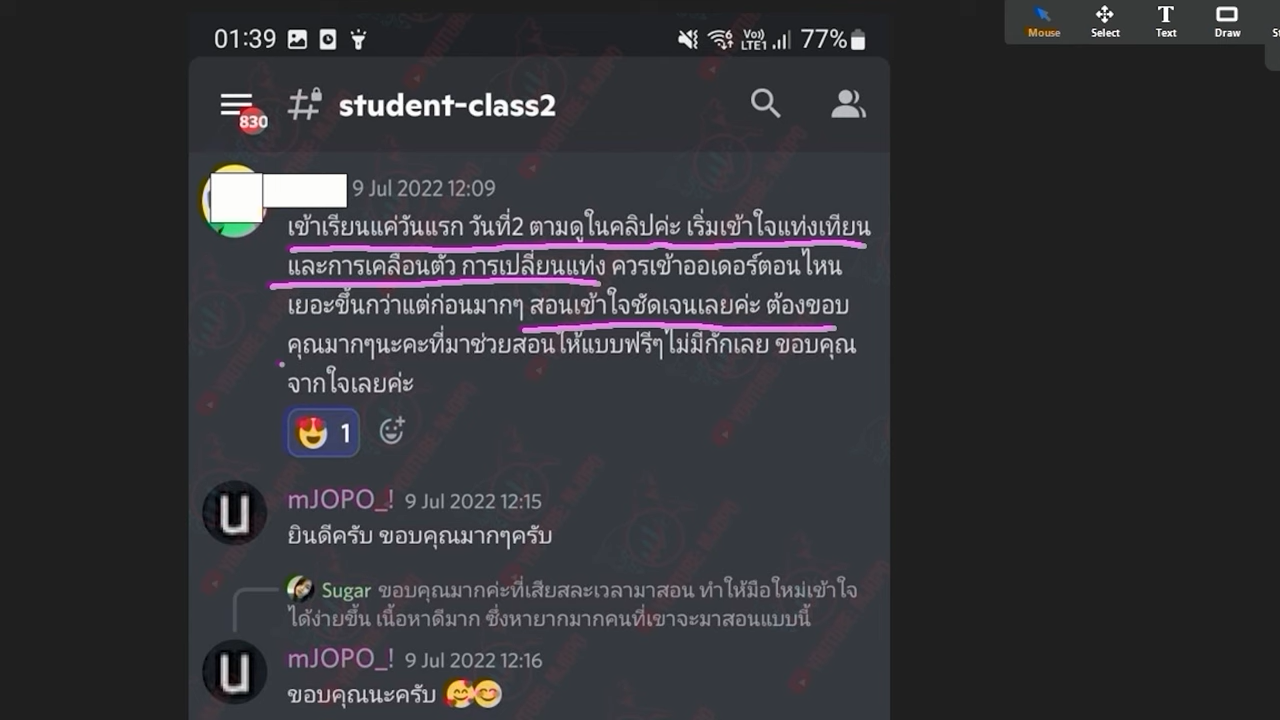 Mouse
Select
Text
Draw
01:39
Vo)
LTE1
77%
830
student-class2
9 Jul 2022 12:09
เข้าเรียนแค่วันแรก วันที่2 ตามดูในคลิปค่ะ เริ่มเข้าใจแท่งเทียน
และการเคลื่อนตัว การเปลี่ยนแท่ง ควรเข้าออเดอร์ตอนไหน
เยอะขึ้นกว่าแต่ก่อนมากๆ สอนเข้าใจชัดเจนเลยค่ะ ต้องขอบ
คุณมากๆนะคะที่มาช่วยสอนให้แบบฟรีๆไม่มีกั๊กเลย ขอบคุณ
จากใจเลยค่ะ
1
mJOPO_! 9 Jul 2022 12:15
ยินดีครับ ขอบคุณมากๆครับ
Sugar ขอบคุณมากค่ะที่เสียสละเวลามาสอน ทำให้มือใหม่เข้าใจ
ได้ง่ายขึ้น เนื้อหาดีมาก ซึ่งหายากมากคนที่เขาจะมาสอนแบบนี้
mJOPO_! 9 Jul 2022 12:16
ขอบคุณนะครับ